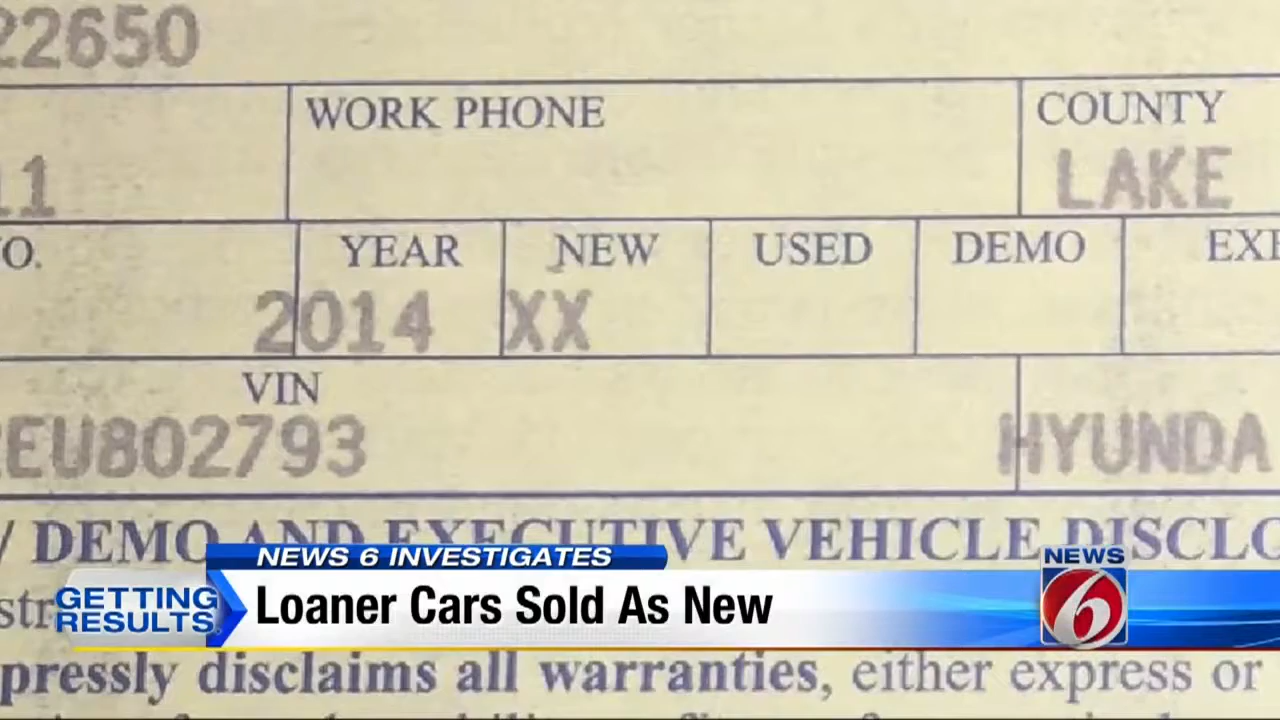 22650
WORK PHONE
COUNTY
11
LAKE
O.
YEAR
NEW
USED
DEMO
2014
XX
VIN
EU802793
HYUNDA
/ DEMO AND EXECUTIVE VEHICLE DISCLO
NEWS 6 INVESTIGATES
NEWS
6
GETTING
RESULTS
Loaner Cars Sold As New
pressly disclaims all warranties, either express or